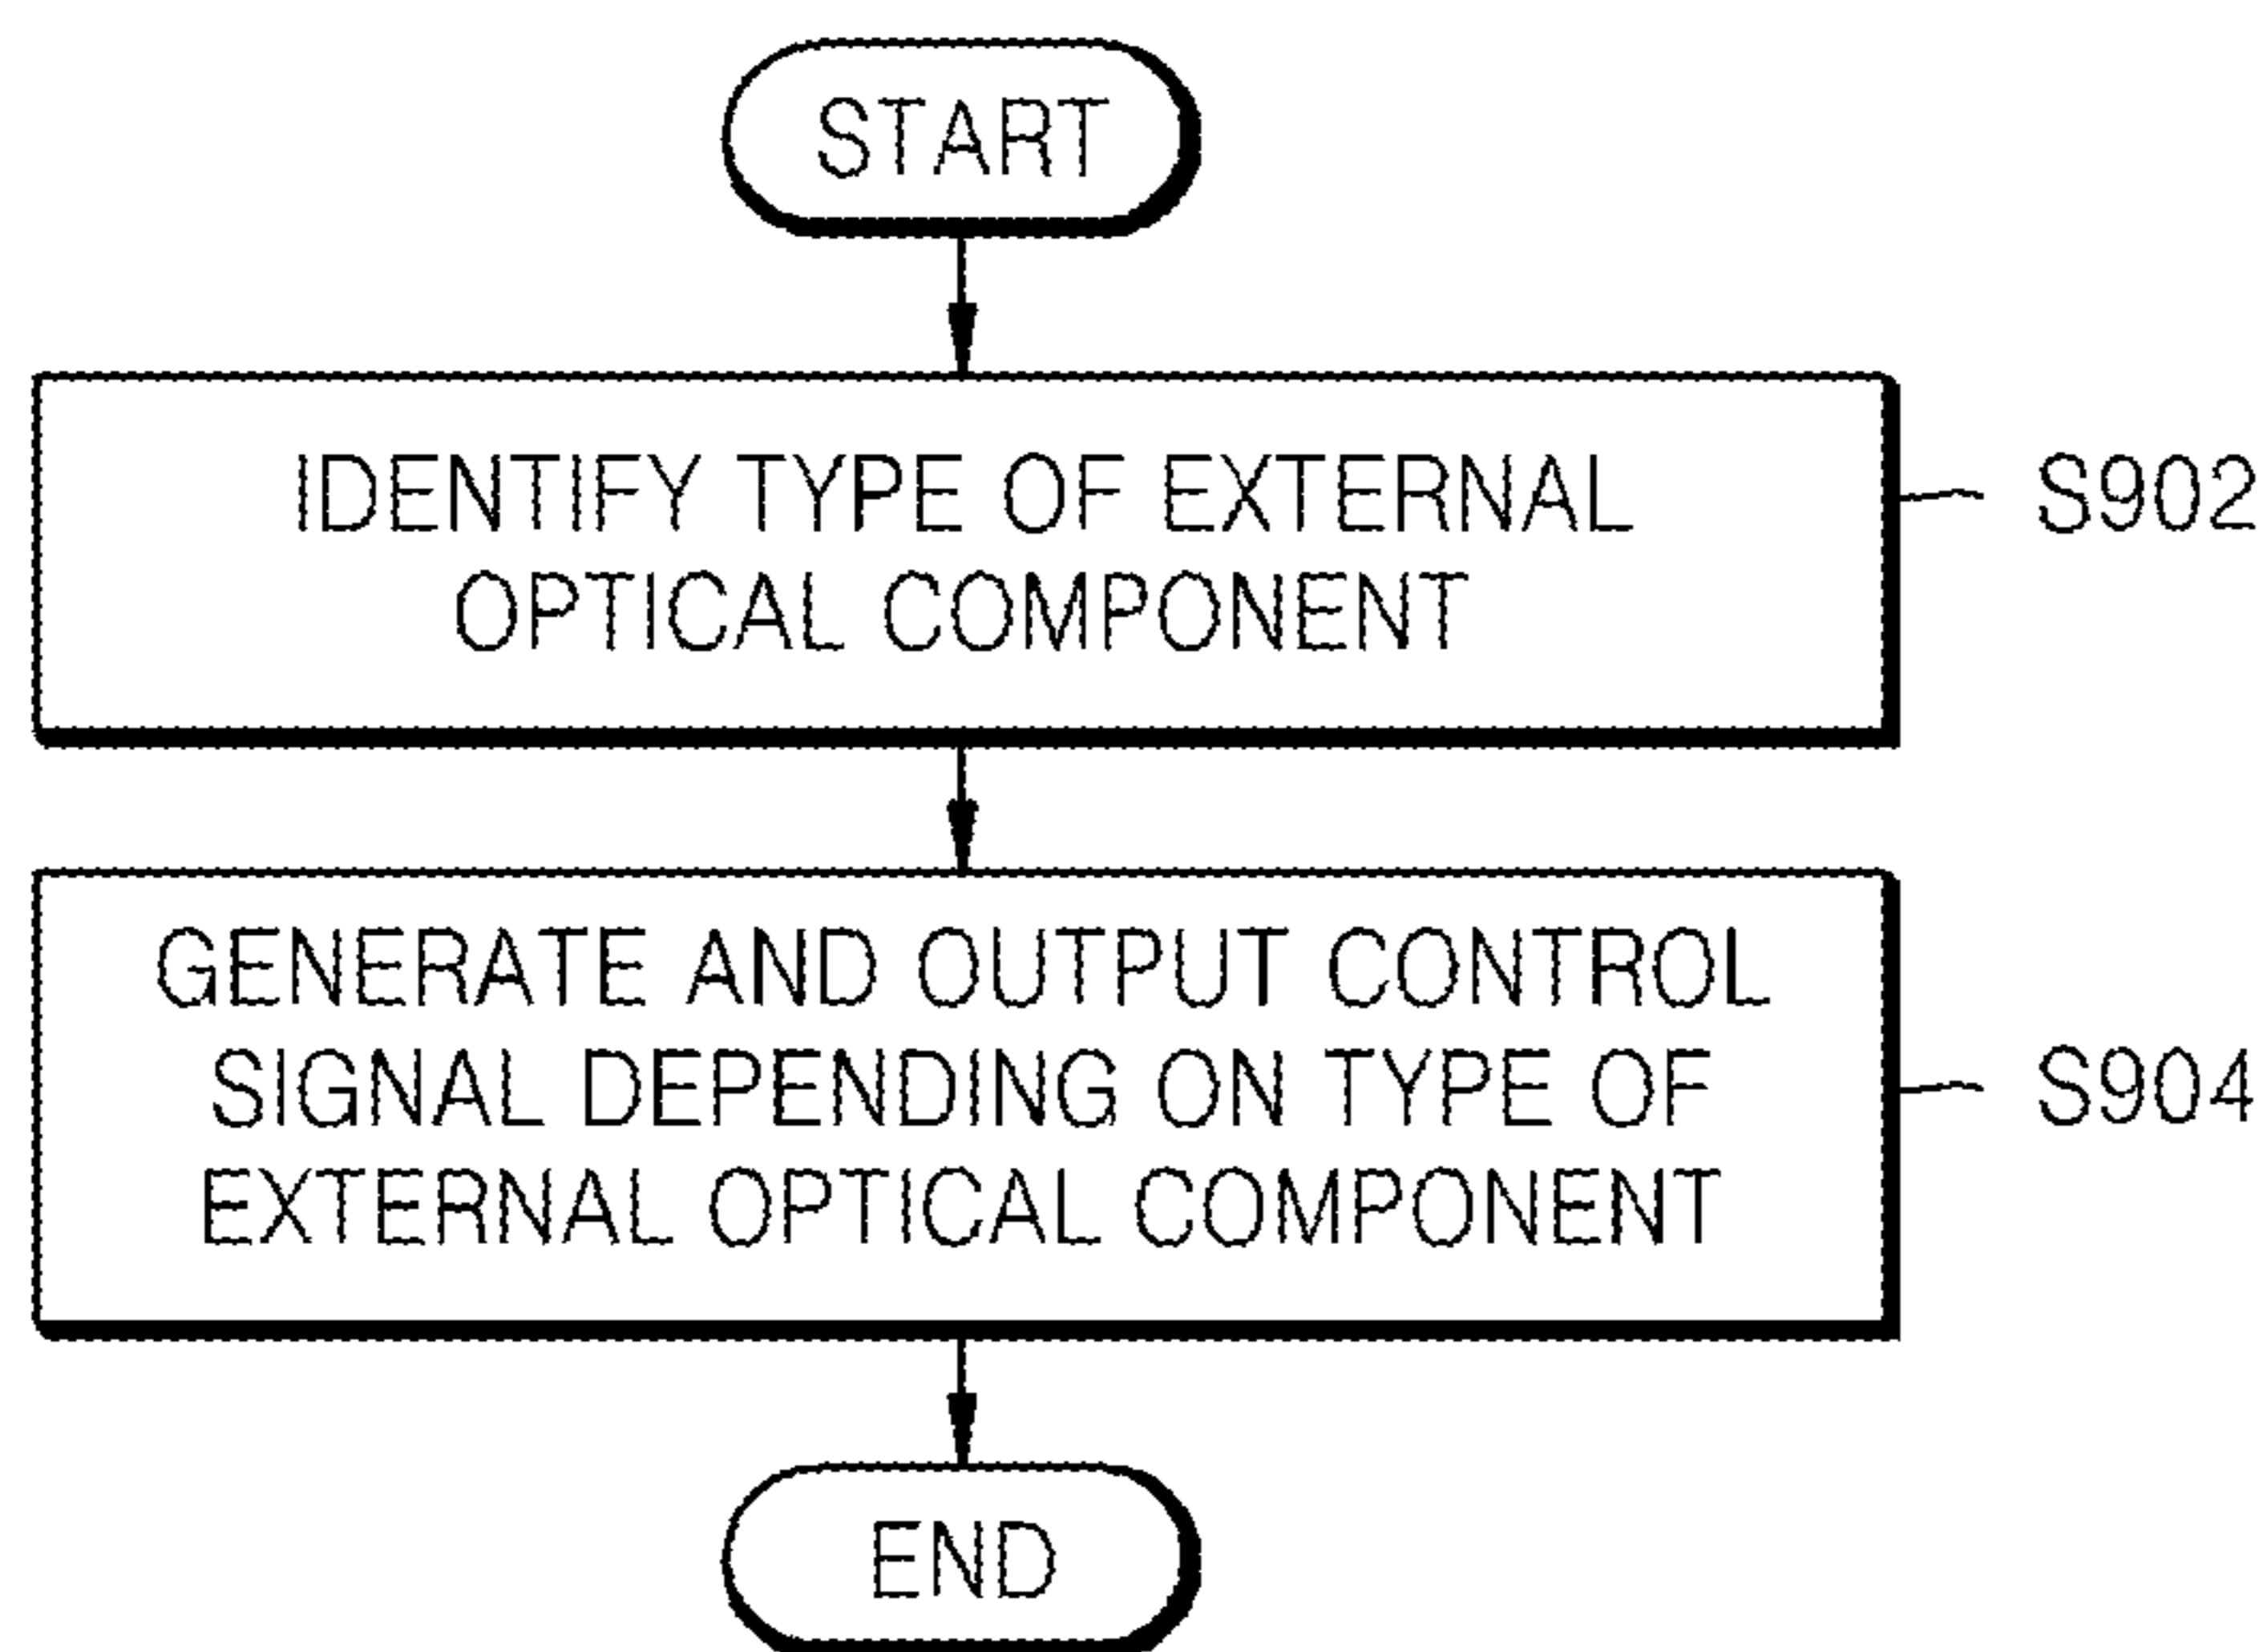 START
IDENTIFY TYPE OF EXTERNAL
OPTICAL COMPONENT
S902
GENERATE AND OUTPUT CONTROL
SIGNAL DEPENDING ON TYPE OF
EXTERNAL OPTICAL COMPONENT
S904
END